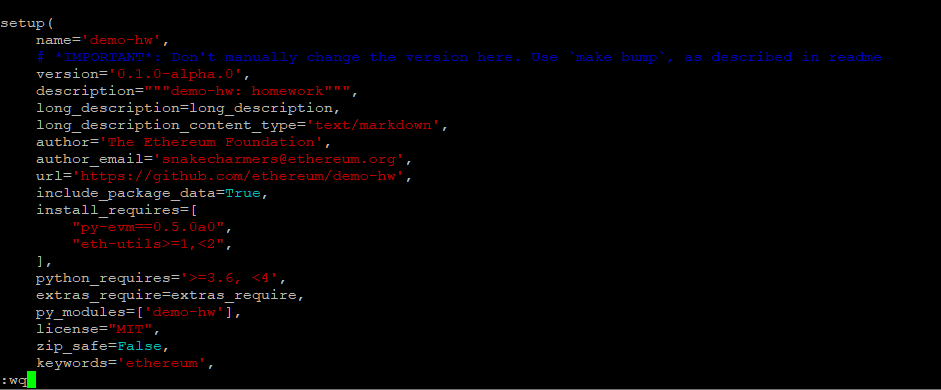 setup(
    name='demo-hw',
    # *IMPORTANT*: Don't manually change the version here. Use `make bump`, as described in readme
    version='0.1.0-alpha.0',
    description="""demo-hw: homework""",
    long_description=long_description,
    long_description_content_type='text/markdown',
    author='The Ethereum Foundation',
    author_email='snakecharmers@ethereum.org',
    url='https://github.com/ethereum/demo-hw',
    include_package_data=True,
    install_requires=[
        "py-evm==0.5.0a0",
        "eth-utils>=1,<2",
    ],
    python_requires='>=3.6, <4',
    extras_require=extras_require,
    py_modules=['demo-hw'],
    license="MIT",
    zip_safe=False,
    keywords='ethereum',
:wq